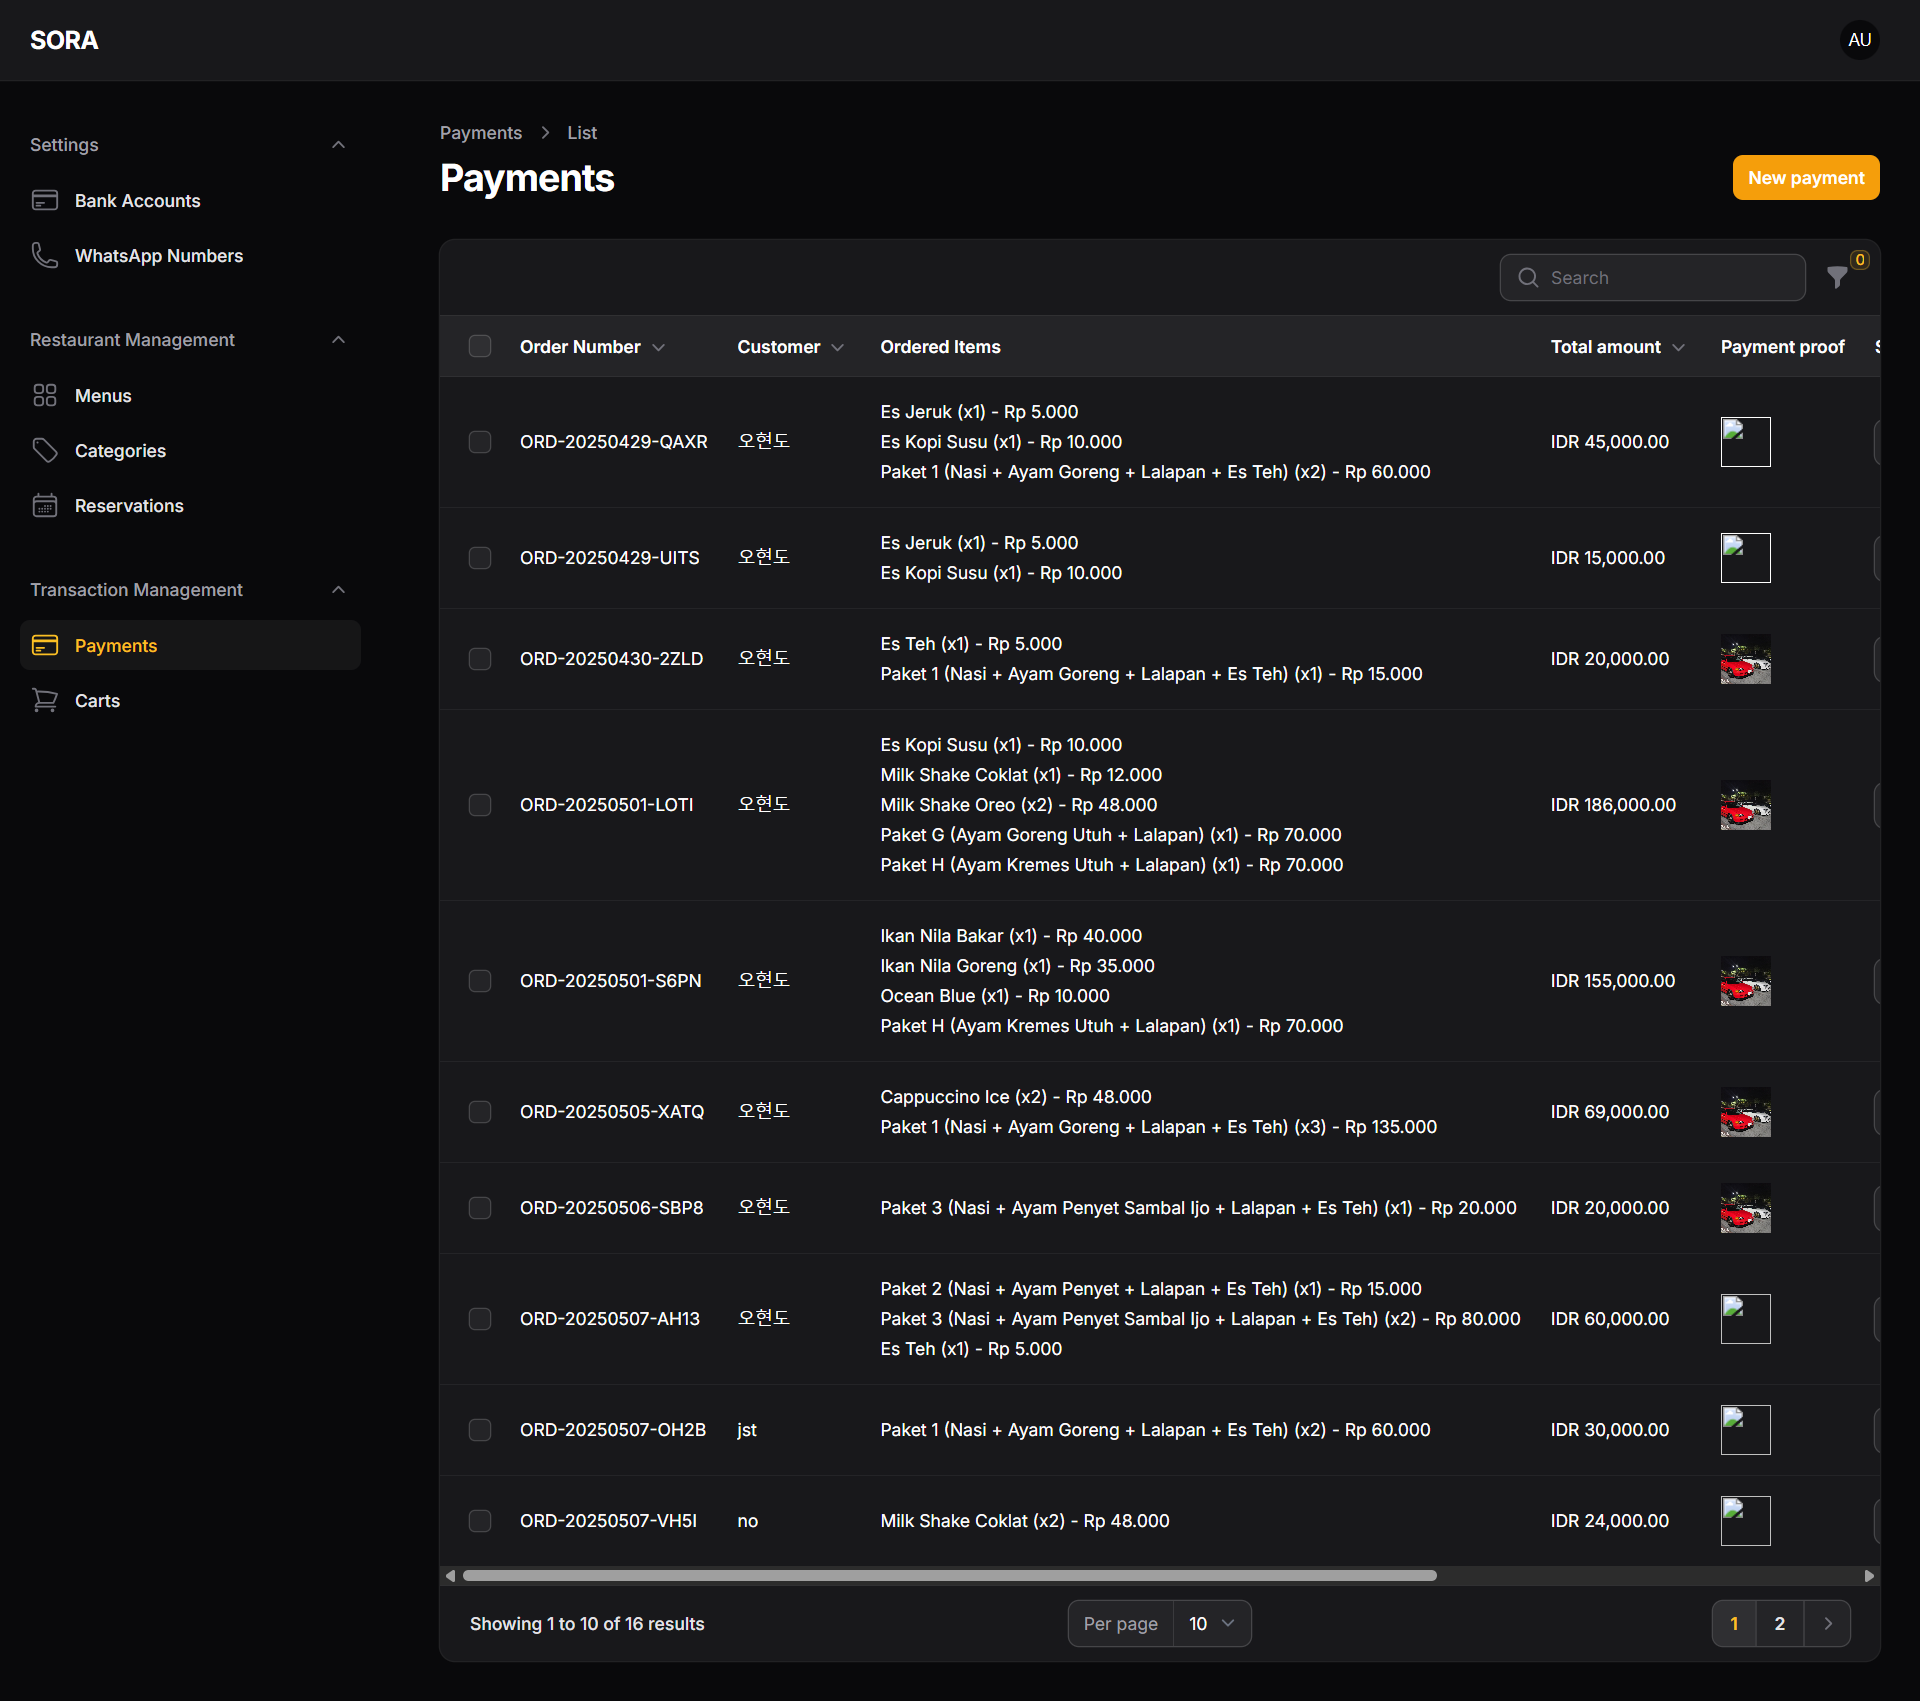 SORA
AU
Settings
Bank Accounts
WhatsApp Numbers
Restaurant Management
Menus
Categories
Reservations
Transaction Management
Payments
Carts
Payments > List
Payments
New payment
Search
0
Order Number Customer Ordered Items Total amount Payment proof
Es Jeruk (x1) - Rp 5.000
ORD-20250429-QAXR 오현도 Es Kopi Susu (x1) - Rp 10.000 IDR 45,000.00
Paket 1 (Nasi + Ayam Goreng + Lalapan + Es Teh) (x2) - Rp 60.000
Es Jeruk (x1) - Rp 5.000
ORD-20250429-UITS 오현도 IDR 15,000.00
Es Kopi Susu (x1) - Rp 10.000
Es Teh (x1) - Rp 5.000
ORD-20250430-2ZLD 오현도 IDR 20,000.00
Paket 1 (Nasi + Ayam Goreng + Lalapan + Es Teh) (x1) - Rp 15.000
Es Kopi Susu (x1) - Rp 10.000
Milk Shake Coklat (x1) - Rp 12.000
ORD-20250501-LOTI 오현도 Milk Shake Oreo (x2) - Rp 48.000 IDR 186,000.00
Paket G (Ayam Goreng Utuh + Lalapan) (x1) - Rp 70.000
Paket H (Ayam Kremes Utuh + Lalapan) (x1) - Rp 70.000
Ikan Nila Bakar (x1) - Rp 40.000
Ikan Nila Goreng (x1) - Rp 35.000
ORD-20250501-S6PN 오현도 IDR 155,000.00
Ocean Blue (x1) - Rp 10.000
Paket H (Ayam Kremes Utuh + Lalapan) (x1) - Rp 70.000
Cappuccino Ice (x2) - Rp 48.000
ORD-20250505-XATQ 오현도 IDR 69,000.00
Paket 1 (Nasi + Ayam Goreng + Lalapan + Es Teh) (x3) - Rp 135.000
ORD-20250506-SBP8 오현도 Paket 3 (Nasi + Ayam Penyet Sambal Ijo + Lalapan + Es Teh) (x1) - Rp 20.000 IDR 20,000.00
Paket 2 (Nasi + Ayam Penyet + Lalapan + Es Teh) (x1) - Rp 15.000
ORD-20250507-AH13 오현도 Paket 3 (Nasi + Ayam Penyet Sambal Ijo + Lalapan + Es Teh) (x2) - Rp 80.000 IDR 60,000.00
Es Teh (x1) - Rp 5.000
ORD-20250507-OH2B jst Paket 1 (Nasi + Ayam Goreng + Lalapan + Es Teh) (x2) - Rp 60.000 IDR 30,000.00
ORD-20250507-VH5I no Milk Shake Coklat (x2) - Rp 48.000 IDR 24,000.00
Showing 1 to 10 of 16 results Per page 10 1 2